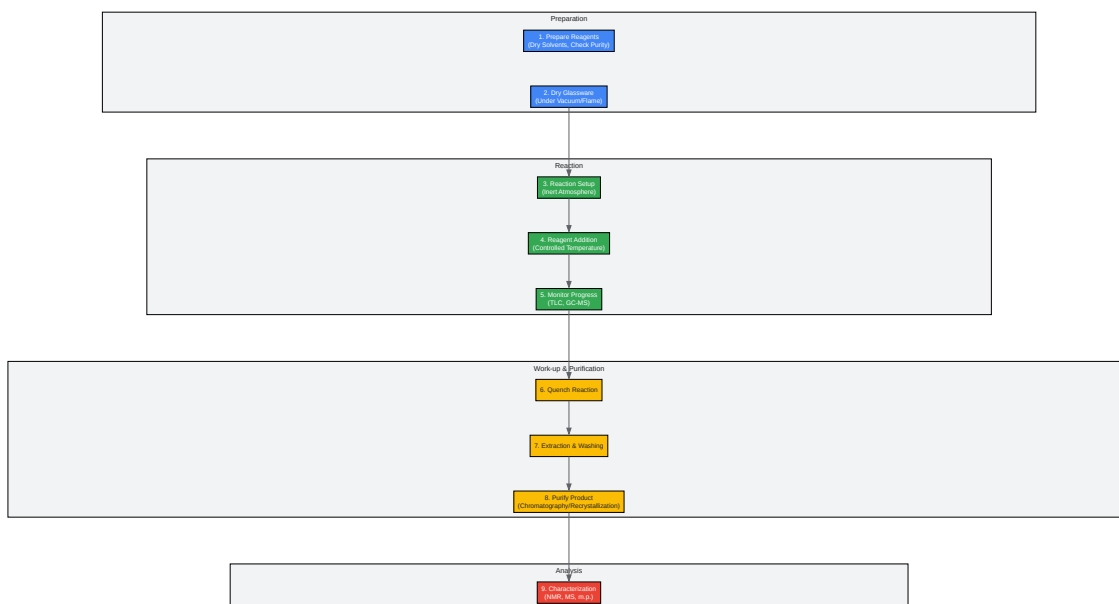 Preparation
1. Prepare Reagents
(Dry Solvents, Check Purity)
2. Dry Glassware
(Under Vacuum/Flame)
Reaction
3. Reaction Setup
(Inert Atmosphere)
4. Reagent Addition
(Controlled Temperature)
5. Monitor Progress
(TLC, GC-MS)
Work-up & Purification
6. Quench Reaction
7. Extraction & Washing
8. Purify Product
(Chromatography/Recrystallization)
Analysis
9. Characterization
(NMR, MS, m.p.)